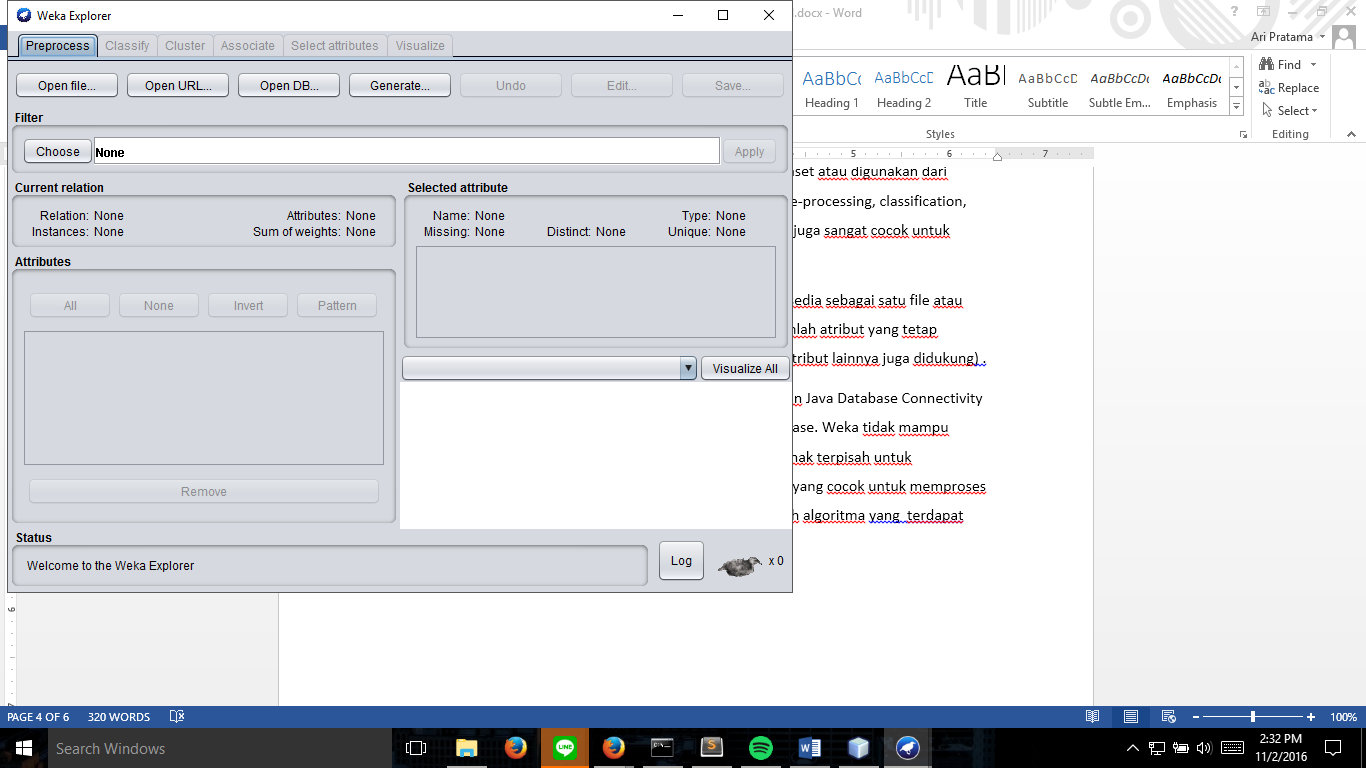 Weka Explorer
Preprocess Classify Cluster Associate Select attributes Visualize
Open file... Open URL... Open DB... Generate... Undo Edit... Save...
Filter
Choose None Apply
Current relation
Relation: None Attributes: None
Instances: None Sum of weights: None
Attributes
All None Invert Pattern
Remove
Selected attribute
Name: None Type: None
Missing: None Distinct: None Unique: None
Visualize All
Status
Welcome to the Weka Explorer
Log x 0
.docx - Word
Ari Pratama
AaBbCc AaBbCcD AaBb AaBbCcD AaBbCcDc AaBbCcDc
Heading 1 Heading 2 Title Subtitle Subtle Em... Emphasis
Styles
Find
Replace
Select
Editing
5 6 7
set atau digunakan dari
e-processing, classification,
juga sangat cocok untuk
edia sebagai satu file atau
nlah atribut yang tetap
tribut lainnya juga didukung) .
n Java Database Connectivity
ase. Weka tidak mampu
nak terpisah untuk
yang cocok untuk memproses
h algoritma yang terdapat
6
PAGE 4 OF 6 320 WORDS 100%
Search Windows
LINE
2:32 PM
11/2/2016